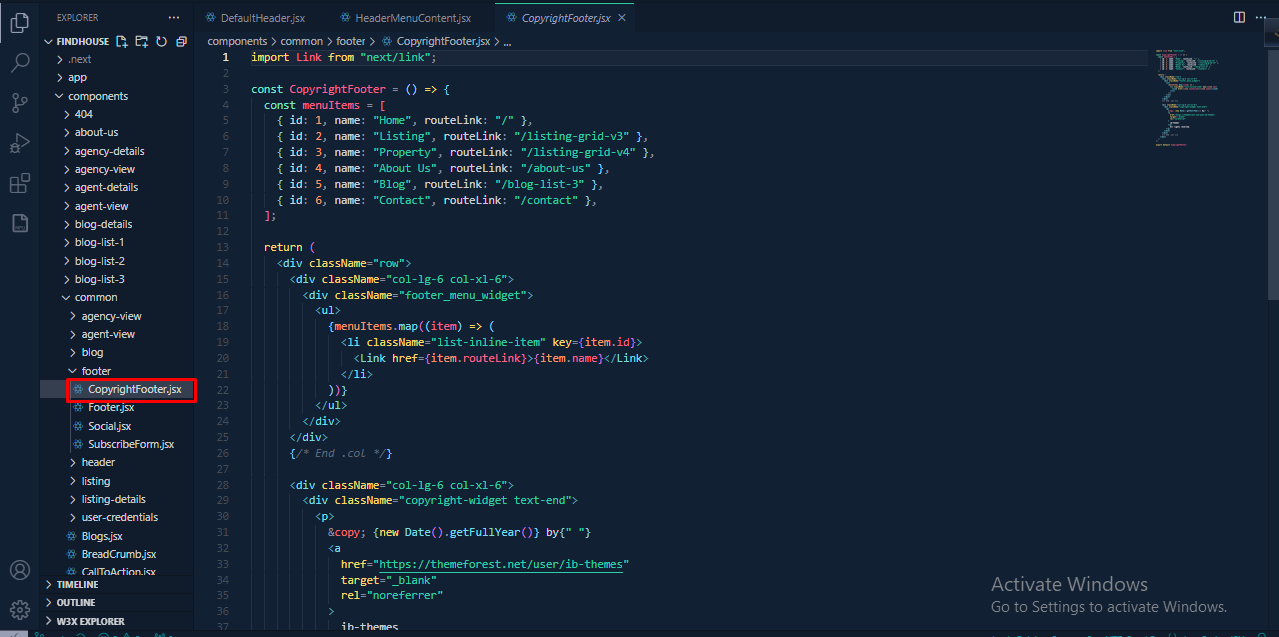 EXPLORER
DefaultHeader.jsx
HeaderMenuContent.jsx
CopyrightFooter.jsx
FINDHOUSE
.next
app
components
404
about-us
agency-details
agency-view
agent-details
agent-view
blog-details
blog-list-1
blog-list-2
blog-list-3
common
agency-view
agent-view
blog
footer
CopyrightFooter.jsx
Footer.jsx
Social.jsx
SubscribeForm.jsx
header
listing
listing-details
user-credentials
Blogs.jsx
BreadCrumb.jsx
CallToAction.jsx
TIMELINE
OUTLINE
W3X EXPLORER
components > common > footer > CopyrightFooter.jsx > ...
1 import Link from "next/link";
2
3 const CopyrightFooter = () => {
4 const menuItems = [
5 { id: 1, name: "Home", routeLink: "/" },
6 { id: 2, name: "Listing", routeLink: "/listing-grid-v3" },
7 { id: 3, name: "Property", routeLink: "/listing-grid-v4" },
8 { id: 4, name: "About Us", routeLink: "/about-us" },
9 { id: 5, name: "Blog", routeLink: "/blog-list-3" },
10 { id: 6, name: "Contact", routeLink: "/contact" },
11 ];
12
13 return (
14 <div className="row">
15 <div className="col-lg-6 col-xl-6">
16 <div className="footer_menu_widget">
17 <ul>
18 {menuItems.map((item) => (
19 <li className="list-inline-item" key={item.id}>
20 <Link href={item.routeLink}>{item.name}</Link>
21 </li>
22 ))}
23 </ul>
24 </div>
25 </div>
26 {/* End .col */}
27
28 <div className="col-lg-6 col-xl-6">
29 <div className="copyright-widget text-end">
30 <p>
31 &copy; {new Date().getFullYear()} by{" "}
32 <a
33 href="https://themeforest.net/user/ib-themes"
34 target="_blank"
35 rel="noreferrer"
36 >
37 ib-themes
Activate Windows
Go to Settings to activate Windows.